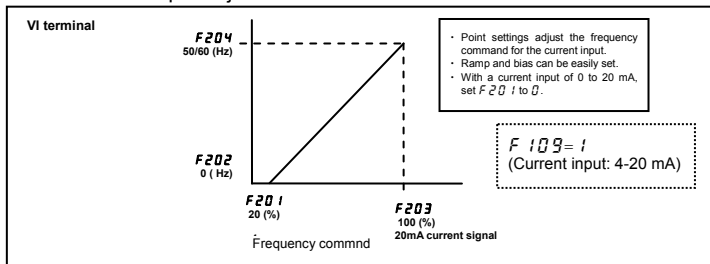 VI terminal
F204
50/60 (Hz)
F202
0 ( Hz)
F201
20 (%)
F203
100 (%)
20mA current signal
Frequency commnd
· Point settings adjust the frequency
command for the current input.
· Ramp and bias can be easily set.
· With a current input of 0 to 20 mA,
set F201 to 0.
F109=1
(Current input: 4-20 mA)